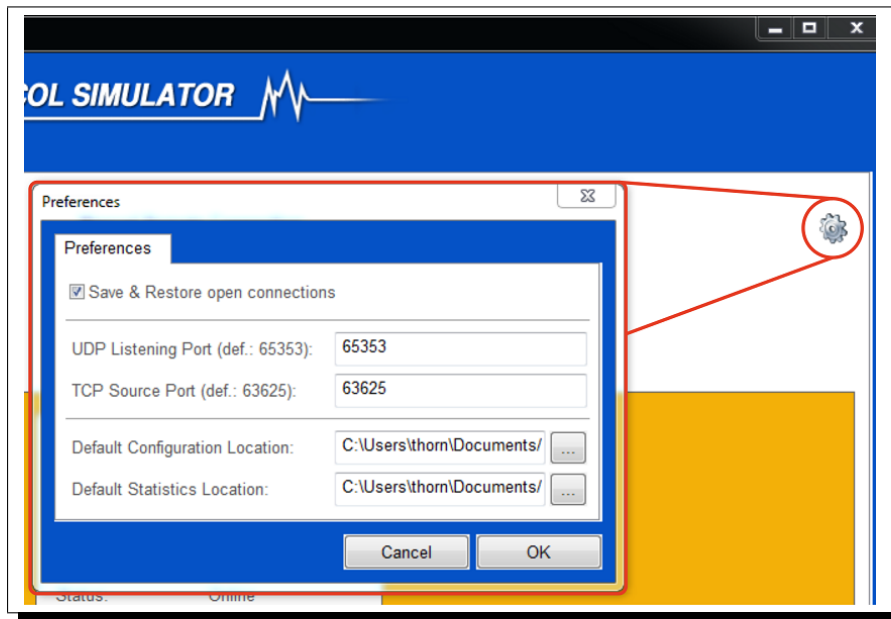 COL SIMULATOR
Preferences
Preferences
Save & Restore open connections
UDP Listening Port (def.: 65353): 65353
TCP Source Port (def.: 63625): 63625
Default Configuration Location: C:\Users\thorn\Documents/ ...
Default Statistics Location: C:\Users\thorn\Documents/ ...
Cancel OK
Status: Online